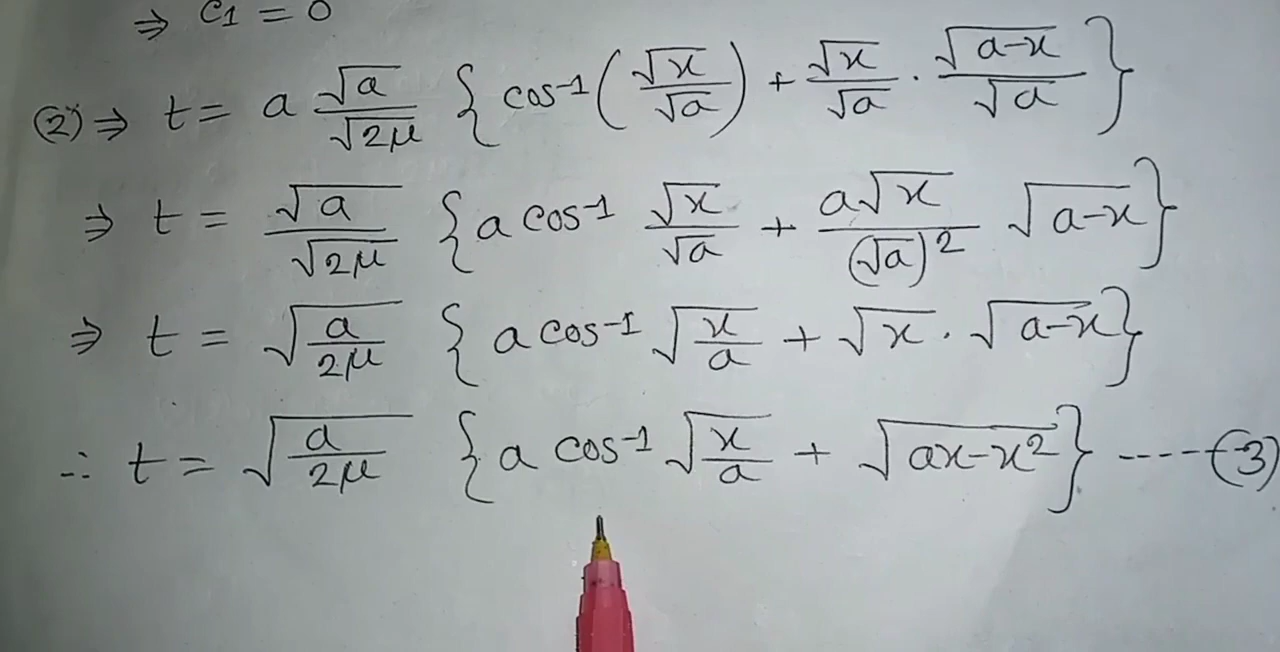 ⇒ C₁ = 0
(2) ⇒ t = a √a/√2μ { cos⁻¹(√x/√a) + √x/√a · √a-x/√a }
⇒ t = √a/√2μ { a cos⁻¹ √x/√a + a√x/(√a)² √a-x }
⇒ t = √(a/2μ) { a cos⁻¹ √(x/a) + √x · √a-x }
∴ t = √(a/2μ) { a cos⁻¹ √(x/a) + √(ax-x²) } -----(3)